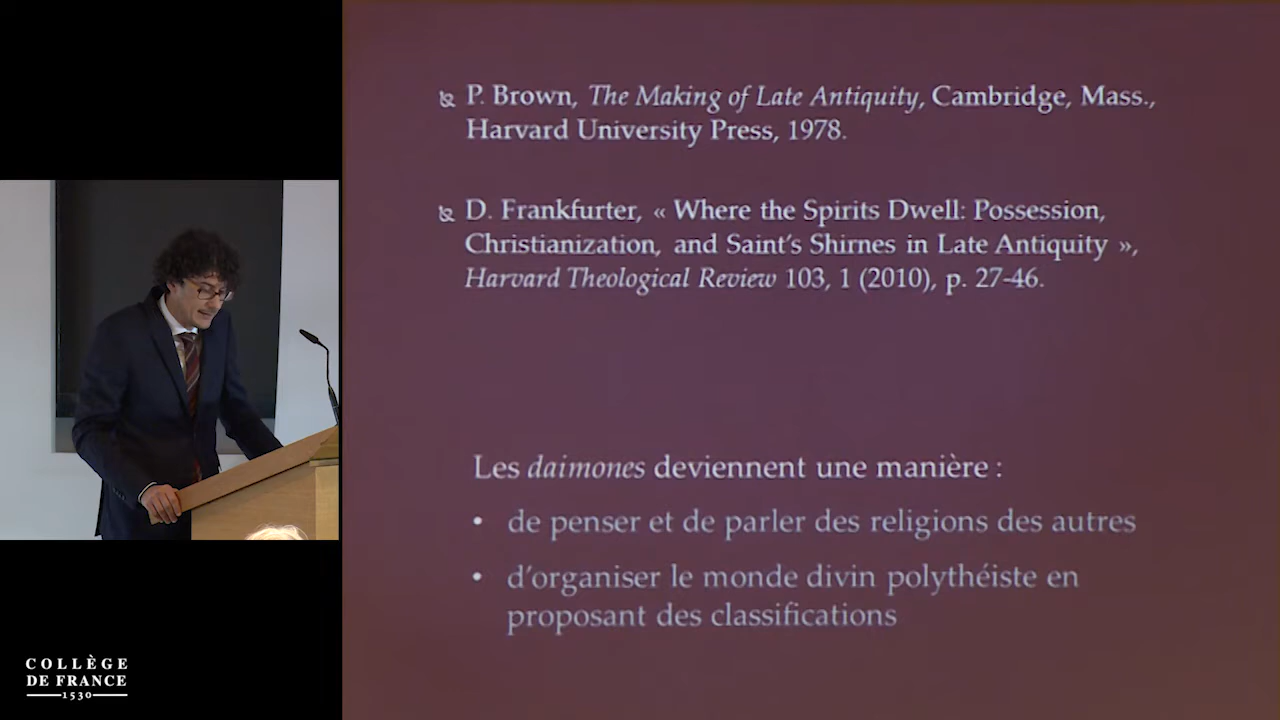 P. Brown, The Making of Late Antiquity, Cambridge, Mass.,
Harvard University Press, 1978.
D. Frankfurter, « Where the Spirits Dwell: Possession,
Christianization, and Saint's Shirnes in Late Antiquity »,
Harvard Theological Review 103, 1 (2010), p. 27-46.
Les daimones deviennent une manière :
• de penser et de parler des religions des autres
• d'organiser le monde divin polythéiste en
proposant des classifications
COLLÈGE
DE FRANCE
1530